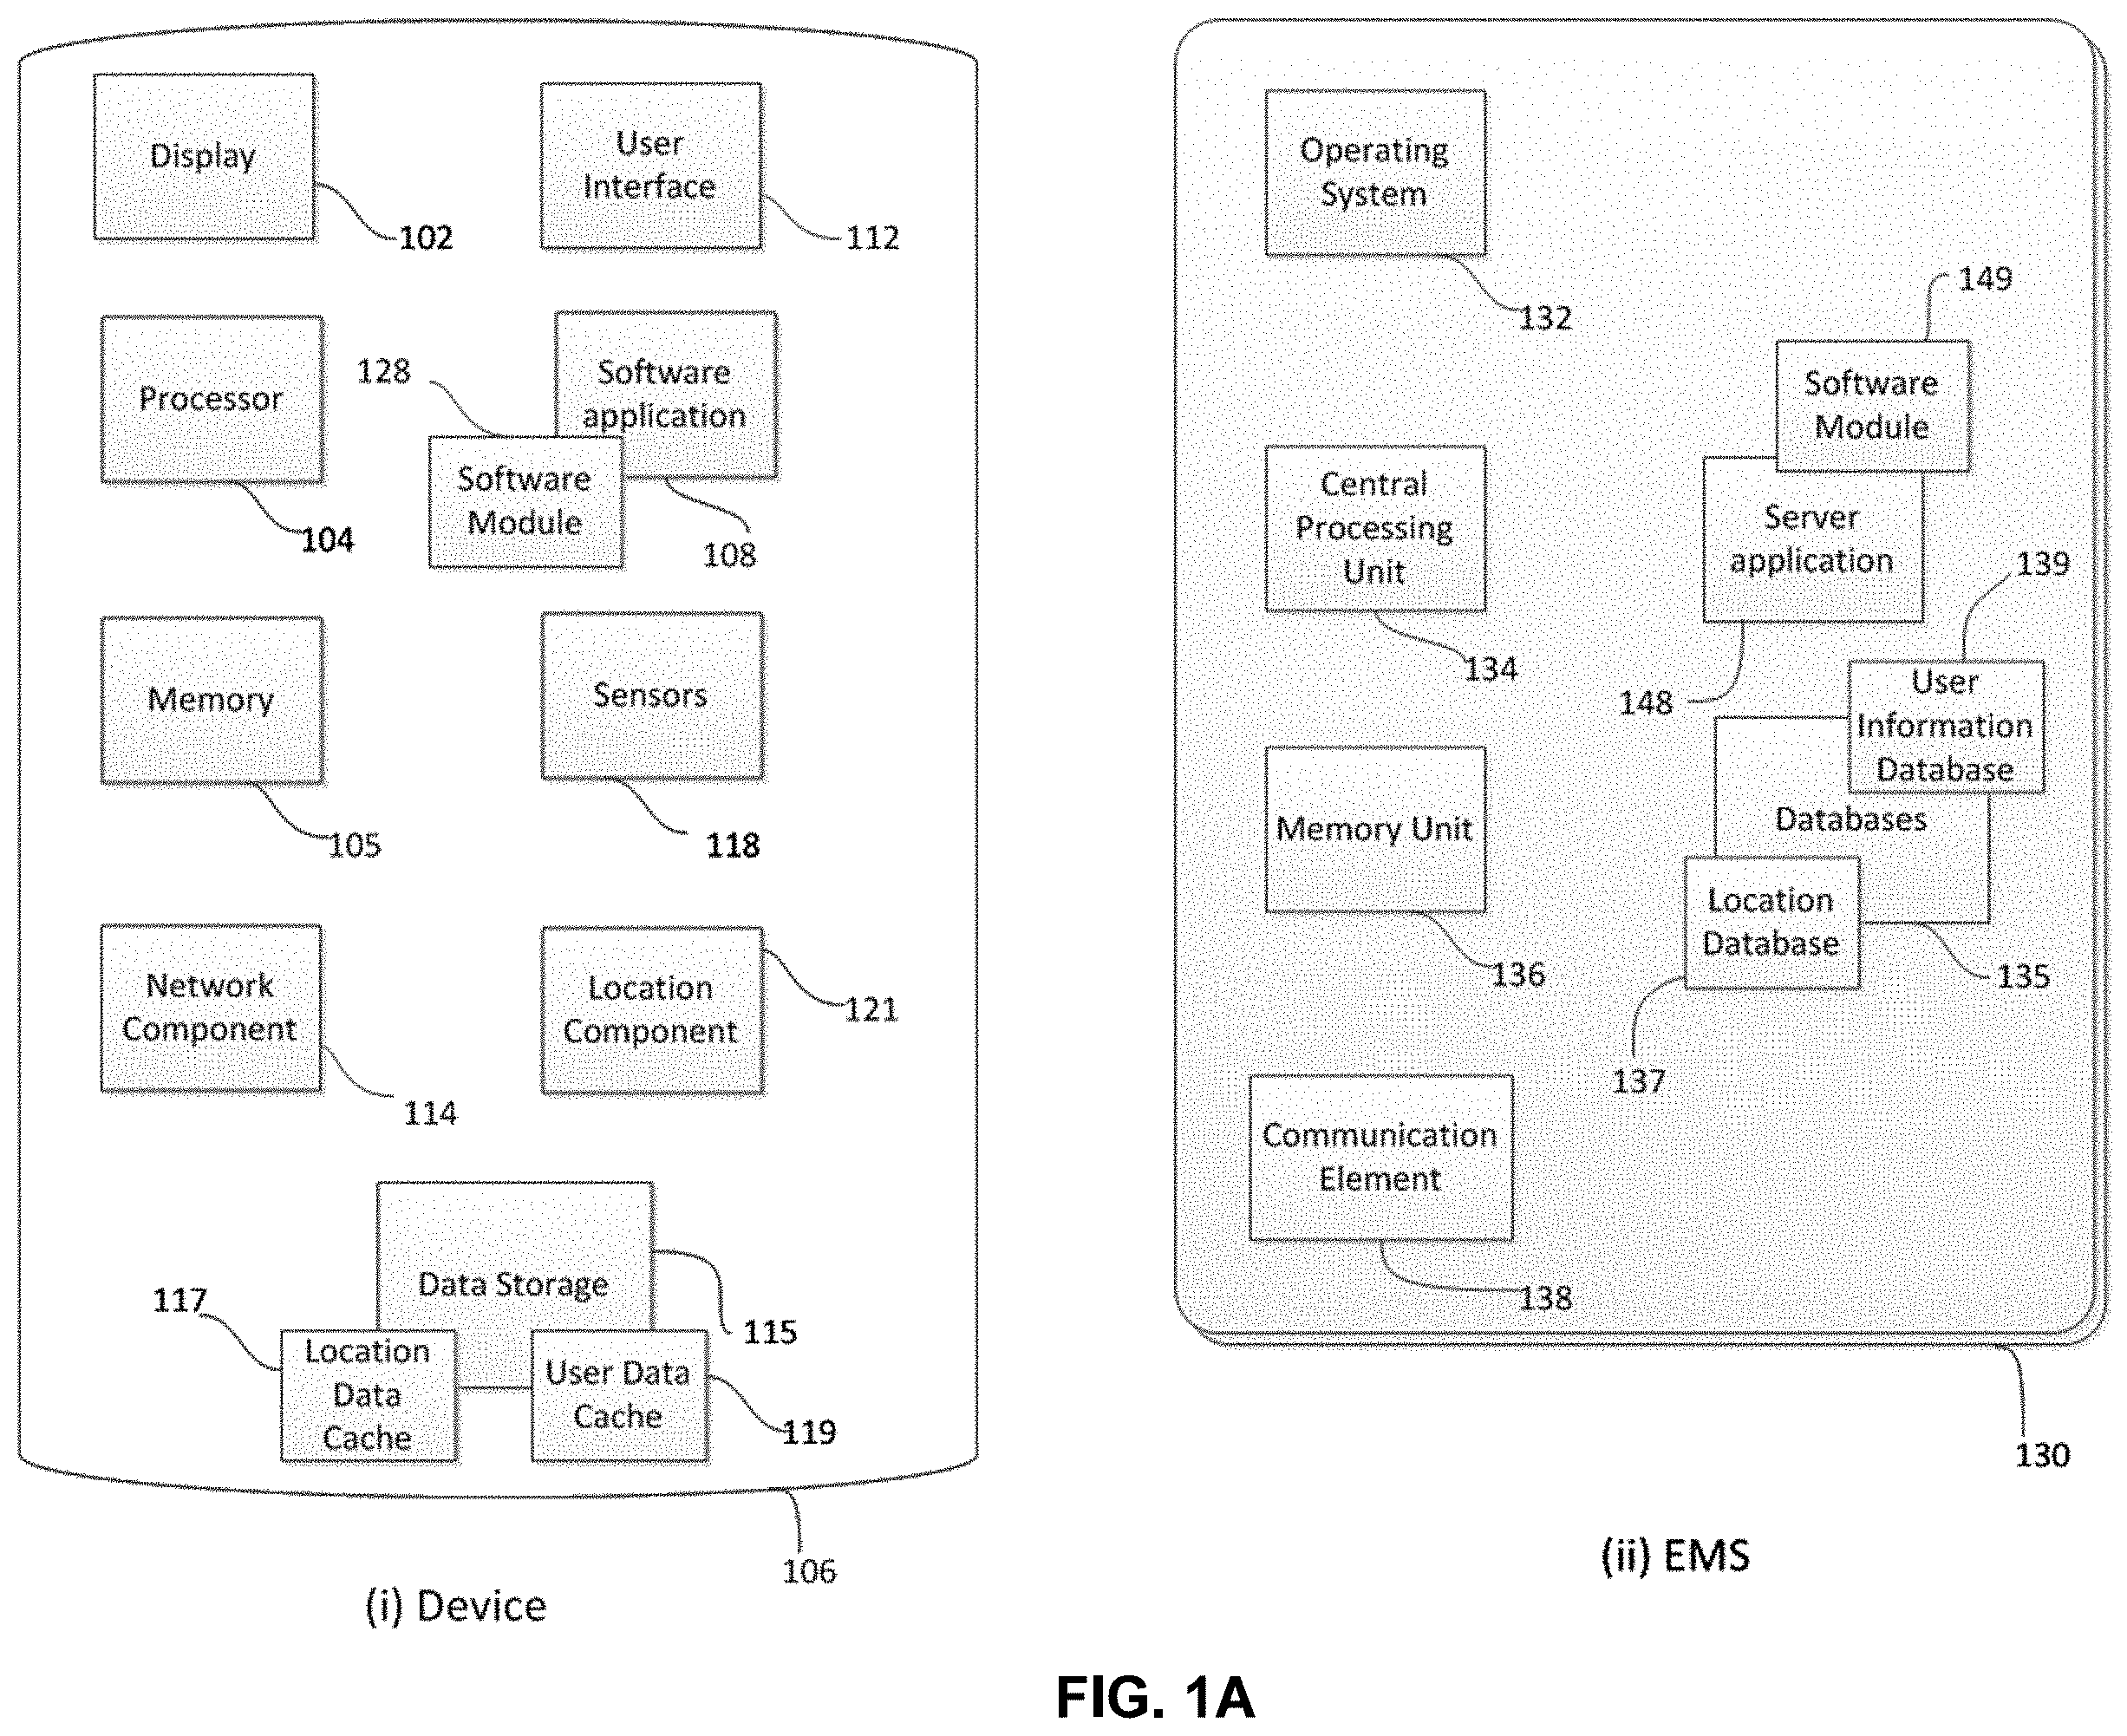 Display
102
User
Interface
112
Processor
104
128
Software
application
Software
Module
108
Memory
105
Sensors
118
Network
Component
114
Location
Component
121
Data Storage
115
117
Location
Data
Cache
User Data
Cache
119
106
(i) Device
Operating
System
132
149
Software
Module
Central
Processing
Unit
134
Server
application
148
139
User
Information
Database
Databases
Memory Unit
136
Location
Database
135
137
Communication
Element
138
130
(ii) EMS
FIG. 1A